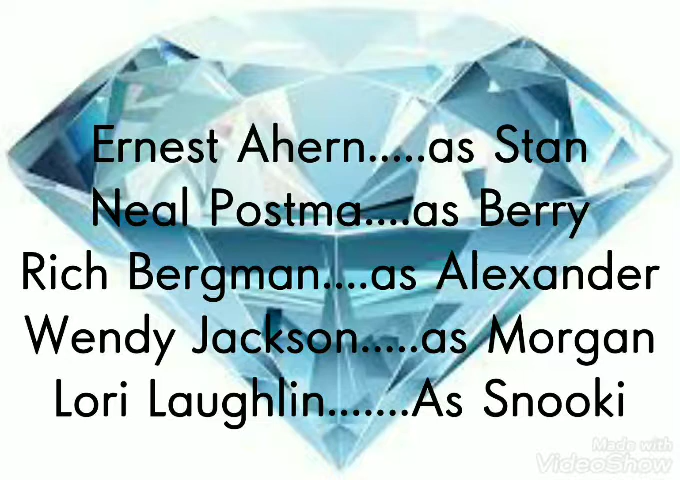 Ernest Ahern.....as Stan
Neal Postma....as Berry
Rich Bergman....as Alexander
Wendy Jackson.....as Morgan
Lori Laughlin.......As Snooki
Made with
VideoShow